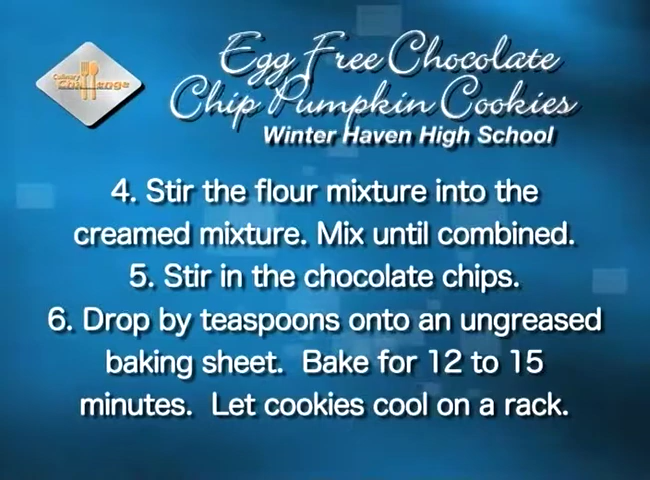 Culinary
Challenge
Egg Free Chocolate
Chip Pumpkin Cookies
Winter Haven High School
4. Stir the flour mixture into the
creamed mixture. Mix until combined.
5. Stir in the chocolate chips.
6. Drop by teaspoons onto an ungreased
baking sheet. Bake for 12 to 15
minutes. Let cookies cool on a rack.